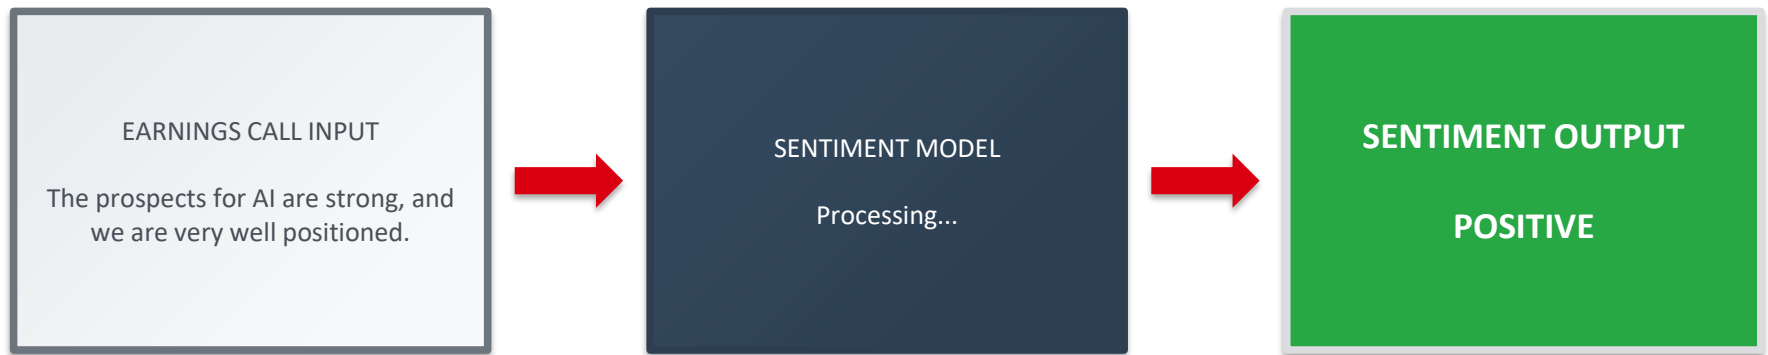 EARNINGS CALL INPUT
The prospects for AI are strong, and
we are very well positioned.
SENTIMENT MODEL
Processing...
SENTIMENT OUTPUT
POSITIVE